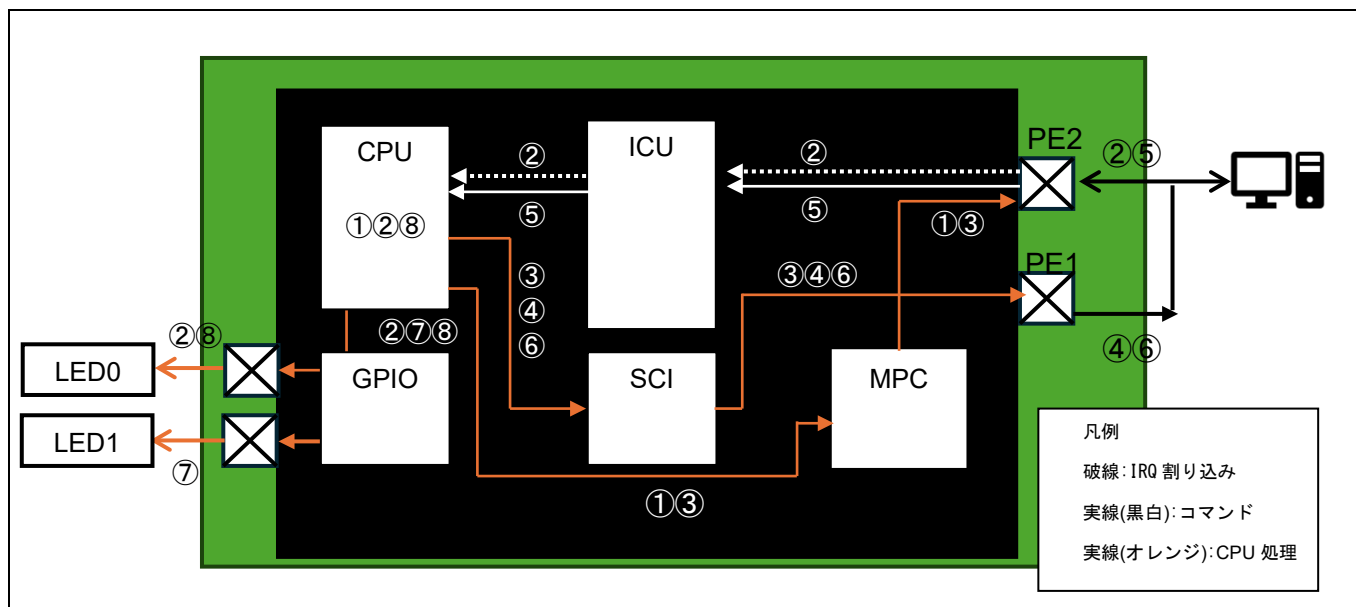 CPU
①②⑧
②
⑤
ICU
②
⑤
PE2
②⑤
①③
③
④
⑥
③④⑥
PE1
④⑥
②⑦⑧
②⑧
LED0
LED1
⑦
GPIO
SCI
MPC
①③
凡例
破線:IRQ 割り込み
実線(黒白):コマンド
実線(オレンジ):CPU 処理